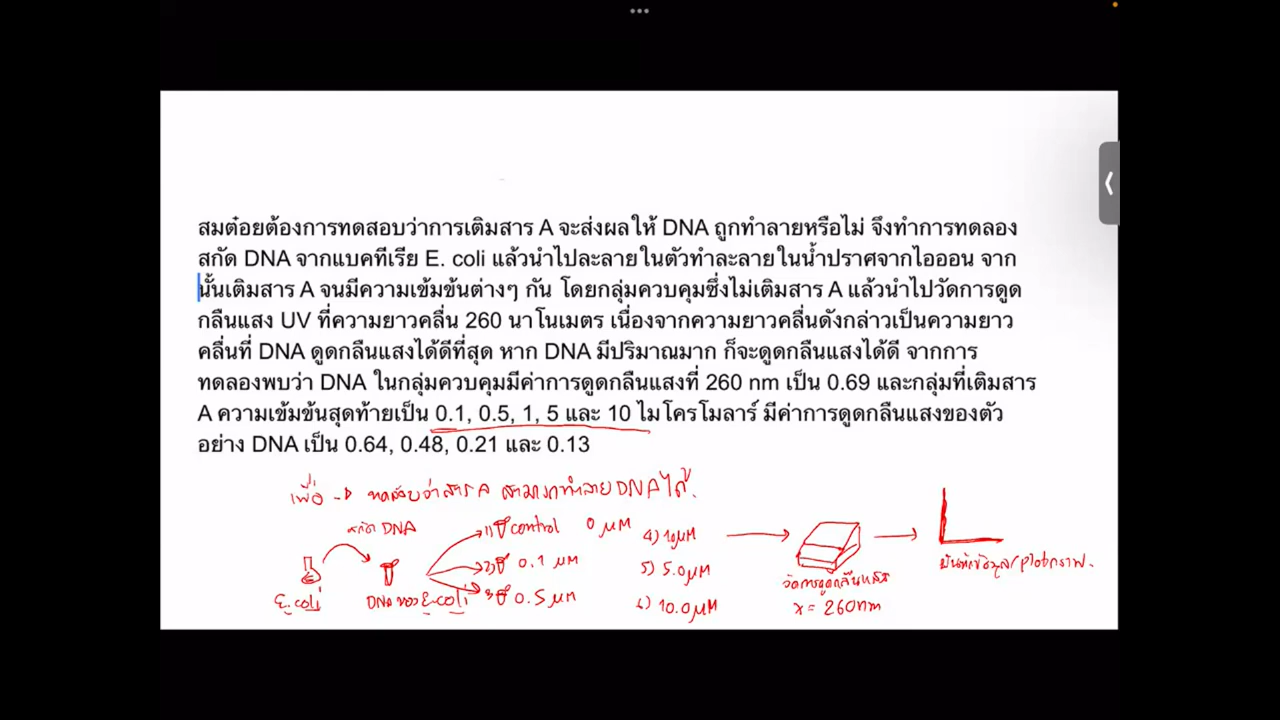 สมต๋อยต้องการทดสอบว่าการเติมสาร A จะส่งผลให้ DNA ถูกทำลายหรือไม่ จึงทำการทดลอง
สกัด DNA จากแบคทีเรีย E. coli แล้วนำไปละลายในตัวทำละลายในน้ำปราศจากไอออน จาก
นั้นเติมสาร A จนมีความเข้มข้นต่างๆ กัน โดยกลุ่มควบคุมซึ่งไม่เติมสาร A แล้วนำไปวัดการดูด
กลืนแสง UV ที่ความยาวคลื่น 260 นาโนเมตร เนื่องจากความยาวคลื่นดังกล่าวเป็นความยาว
คลื่นที่ DNA ดูดกลืนแสงได้ดีที่สุด หาก DNA มีปริมาณมาก ก็จะดูดกลืนแสงได้ดี จากการ
ทดลองพบว่า DNA ในกลุ่มควบคุมมีค่าการดูดกลืนแสงที่ 260 nm เป็น 0.69 และกลุ่มที่เติมสาร
A ความเข้มข้นสุดท้ายเป็น 0.1, 0.5, 1, 5 และ 10 ไมโครโมลาร์ มีค่าการดูดกลืนแสงของตัว
อย่าง DNA เป็น 0.64, 0.48, 0.21 และ 0.13
เพื่อ → ทดสอบว่าสาร A สามารถทำลาย DNA ได้
สกัด DNA
E. coli
DNA ของ E. coli
1) control 0 µM
2) 0.1 µM
3) 0.5 µM
4) 1.0 µM
5) 5.0 µM
6) 10.0 µM
วัดการดูดกลืนแสง
λ = 260 nm
บันทึกข้อมูล/plotกราฟ.